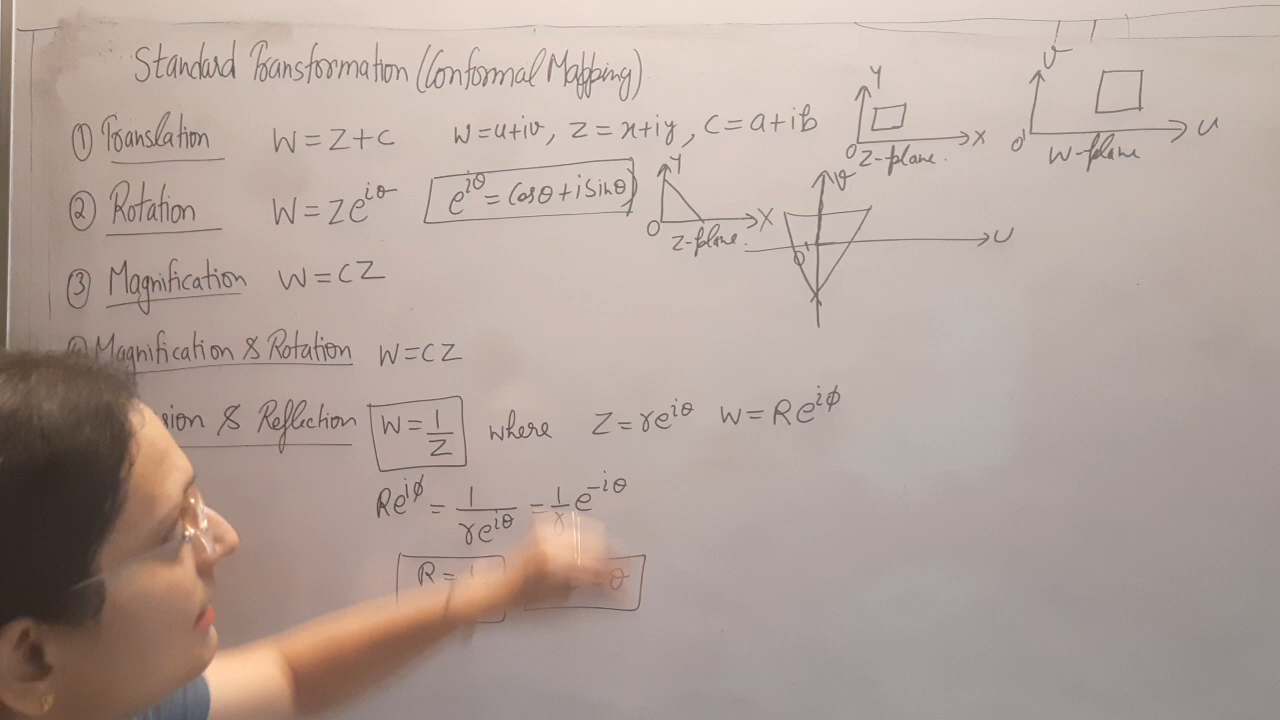 Standard Transformation (Conformal Mapping)
① Translation W = Z + C W = u + iv, Z = x + iy, C = a + ib
Y
O X
Z-plane.
v
O' u
W-plane
② Rotation W = Ze^{iθ} e^{iθ} = Cosθ + i Sinθ
Y
O X
Z-plane.
v
O' U
③ Magnification W = CZ
Magnification & Rotation W = CZ
& Reflection W = 1/Z where Z = re^{iθ} W = Re^{iϕ}
Re^{iϕ} = 1/re^{iθ} = 1/r e^{-iθ}
R = θ